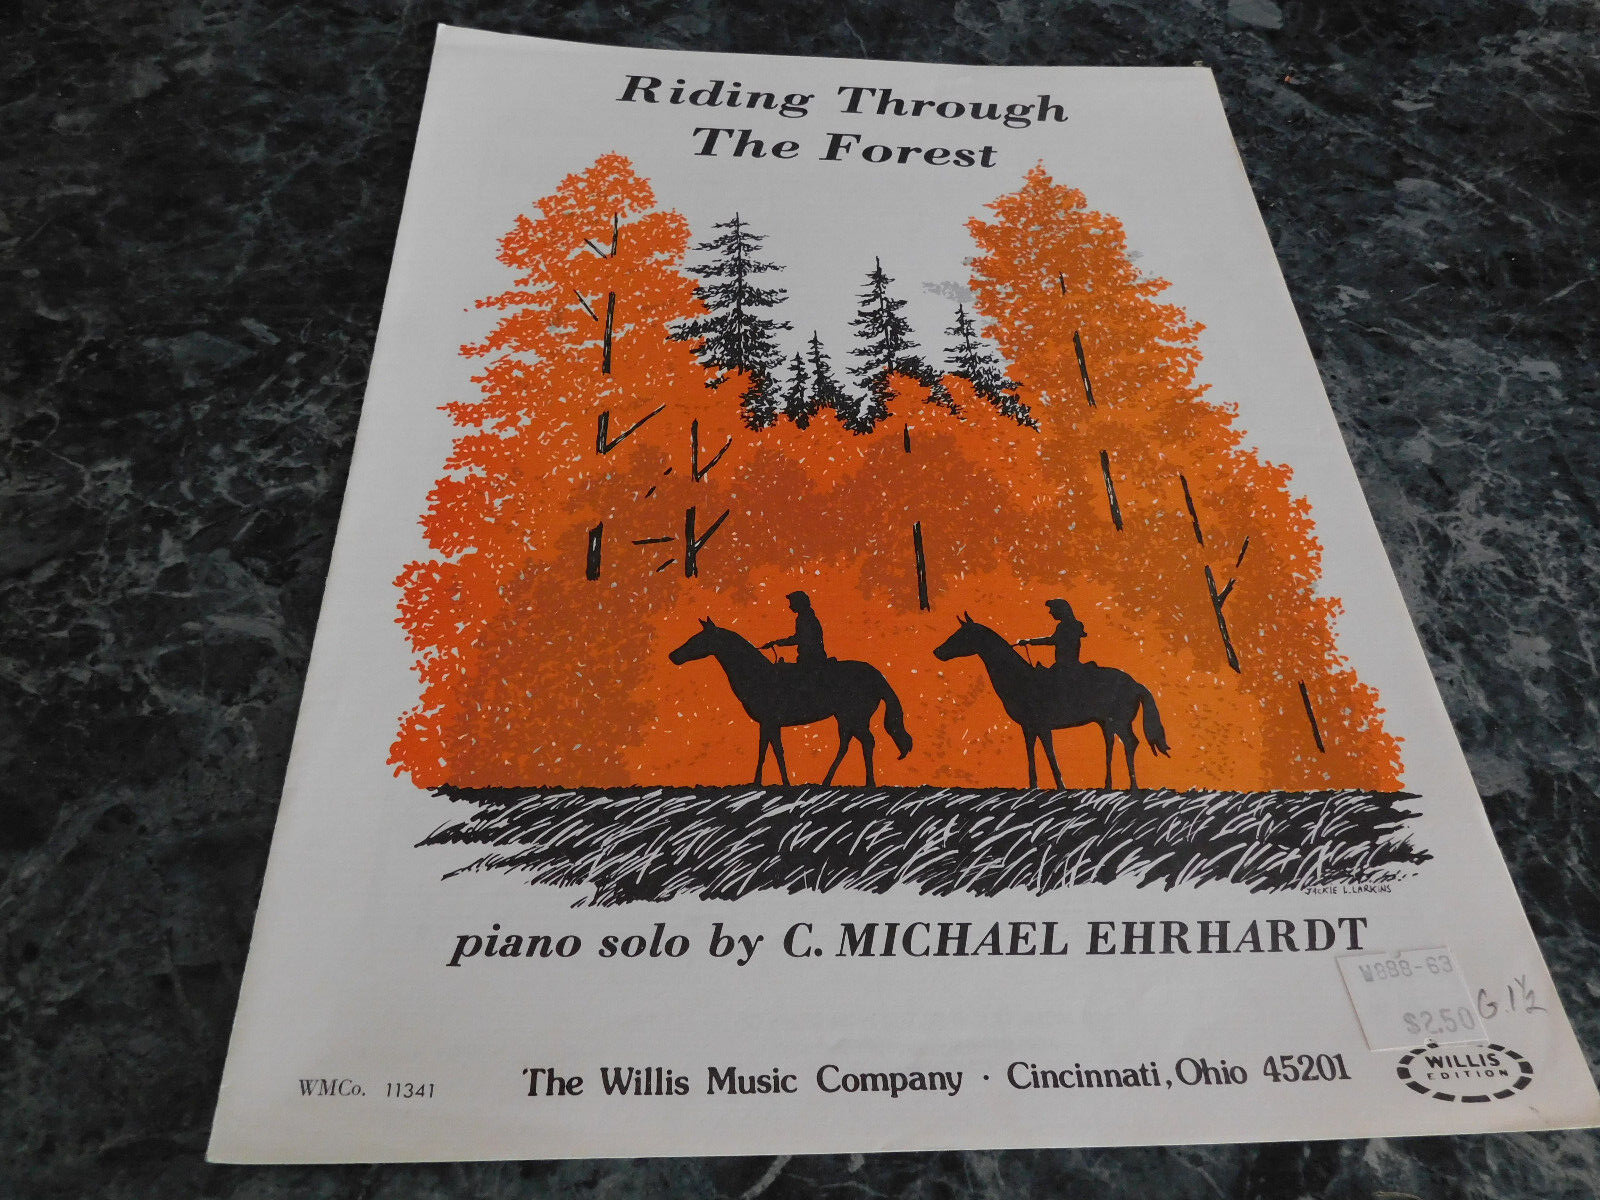 Riding Through
The Forest
JACKIE L. LARKINS
piano solo by C. MICHAEL EHRHARDT
W888-63
$2.50
G. 1½
WMCo. 11341
The Willis Music Company · Cincinnati, Ohio 45201
WILLIS
EDITION